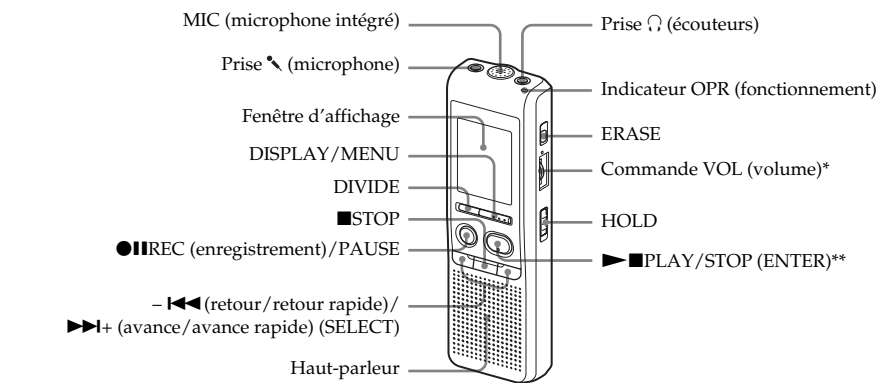 MIC (microphone intégré)
Prise (microphone)
Fenêtre d'affichage
DISPLAY/MENU
DIVIDE
■STOP
●❚❚REC (enregistrement)/PAUSE
– ⏮ (retour/retour rapide)/
⏭+ (avance/avance rapide) (SELECT)
Haut-parleur
Prise 🎧 (écouteurs)
Indicateur OPR (fonctionnement)
ERASE
Commande VOL (volume)*
HOLD
►■PLAY/STOP (ENTER)**